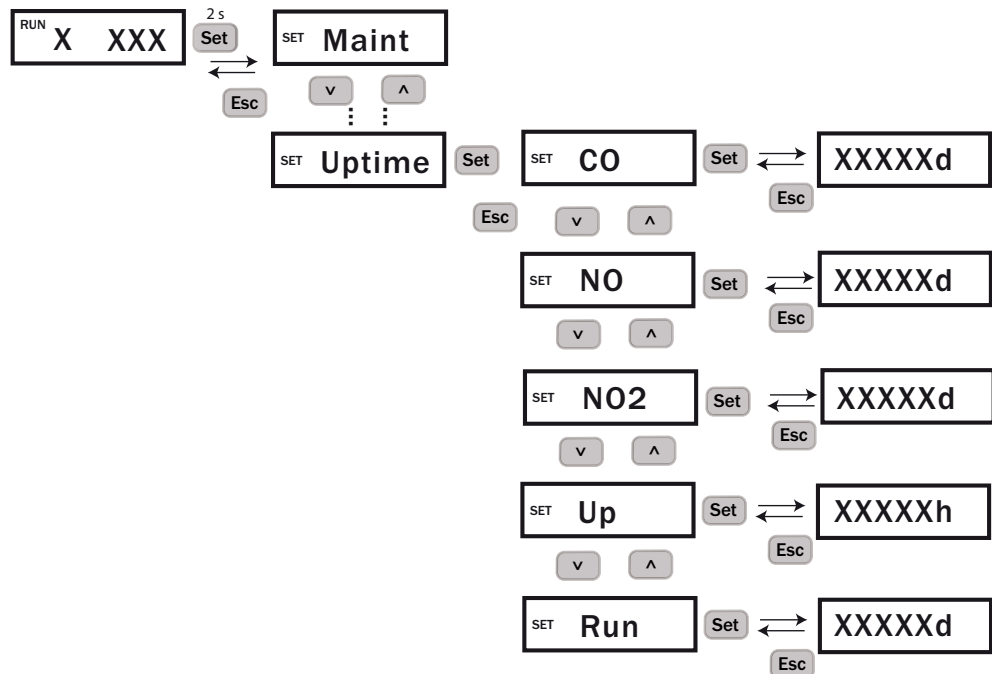 2 s
RUN X XXX Set SET Maint
Esc ˅ ˄
SET Uptime Set SET CO Set XXXXXd
Esc ˅ ˄ Esc
SET NO Set XXXXXd
˅ ˄ Esc
SET NO2 Set XXXXXd
˅ ˄ Esc
SET Up Set XXXXXh
˅ ˄ Esc
SET Run Set XXXXXd
Esc